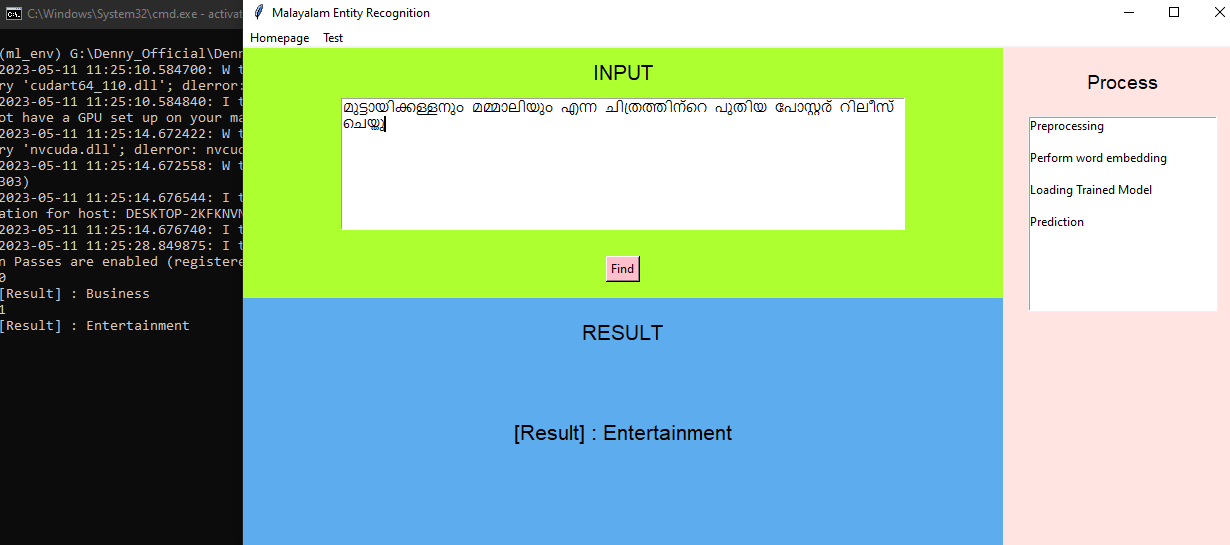 C:\Windows\System32\cmd.exe - activat
(ml_env) G:\Denny_Official\Denn
2023-05-11 11:25:10.584700: W t
ry 'cudart64_110.dll'; dlerror:
2023-05-11 11:25:10.584840: I t
ot have a GPU set up on your ma
2023-05-11 11:25:14.672422: W t
ry 'nvcuda.dll'; dlerror: nvcud
2023-05-11 11:25:14.672558: W t
303)
2023-05-11 11:25:14.676544: I t
ation for host: DESKTOP-2KFKNVN
2023-05-11 11:25:14.676740: I t
2023-05-11 11:25:28.849875: I t
n Passes are enabled (registere
0
[Result] : Business
1
[Result] : Entertainment
Malayalam Entity Recognition
Homepage Test
INPUT
മുട്ടായിക്കള്ളനും മമ്മാലിയും എന്ന ചിത്രത്തിന്റെ പുതിയ പോസ്റ്റര് റിലീസ്
ചെയ്തു
Find
RESULT
[Result] : Entertainment
Process
Preprocessing
Perform word embedding
Loading Trained Model
Prediction